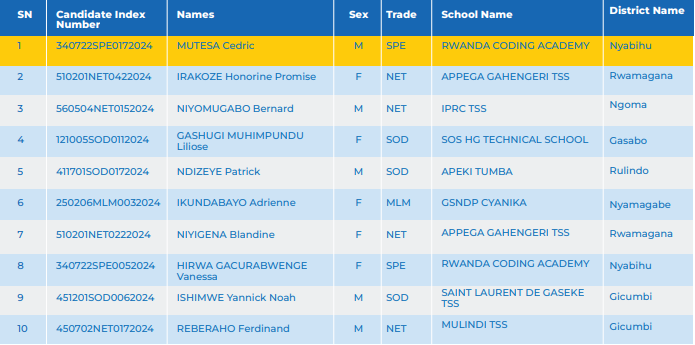 SN Candidate Index Number Names Sex Trade School Name District Name
1 340722SPE0172024 MUTESA Cedric M SPE RWANDA CODING ACADEMY Nyabihu
2 510201NET0422024 IRAKOZE Honorine Promise F NET APPEGA GAHENGERI TSS Rwamagana
3 560504NET0152024 NIYOMUGABO Bernard M NET IPRC TSS Ngoma
4 121005SOD0112024 GASHUGI MUHIMPUNDU Liliose F SOD SOS HG TECHNICAL SCHOOL Gasabo
5 411701SOD0172024 NDIZEYE Patrick M SOD APEKI TUMBA Rulindo
6 250206MLM0032024 IKUNDABAYO Adrienne F MLM GSNDP CYANIKA Nyamagabe
7 510201NET0222024 NIYIGENA Blandine F NET APPEGA GAHENGERI TSS Rwamagana
8 340722SPE0052024 HIRWA GACURABWENGE Vanessa F SPE RWANDA CODING ACADEMY Nyabihu
9 451201SOD0062024 ISHIMWE Yannick Noah M SOD SAINT LAURENT DE GASEKE TSS Gicumbi
10 450702NET0172024 REBERAHO Ferdinand M NET MULINDI TSS Gicumbi